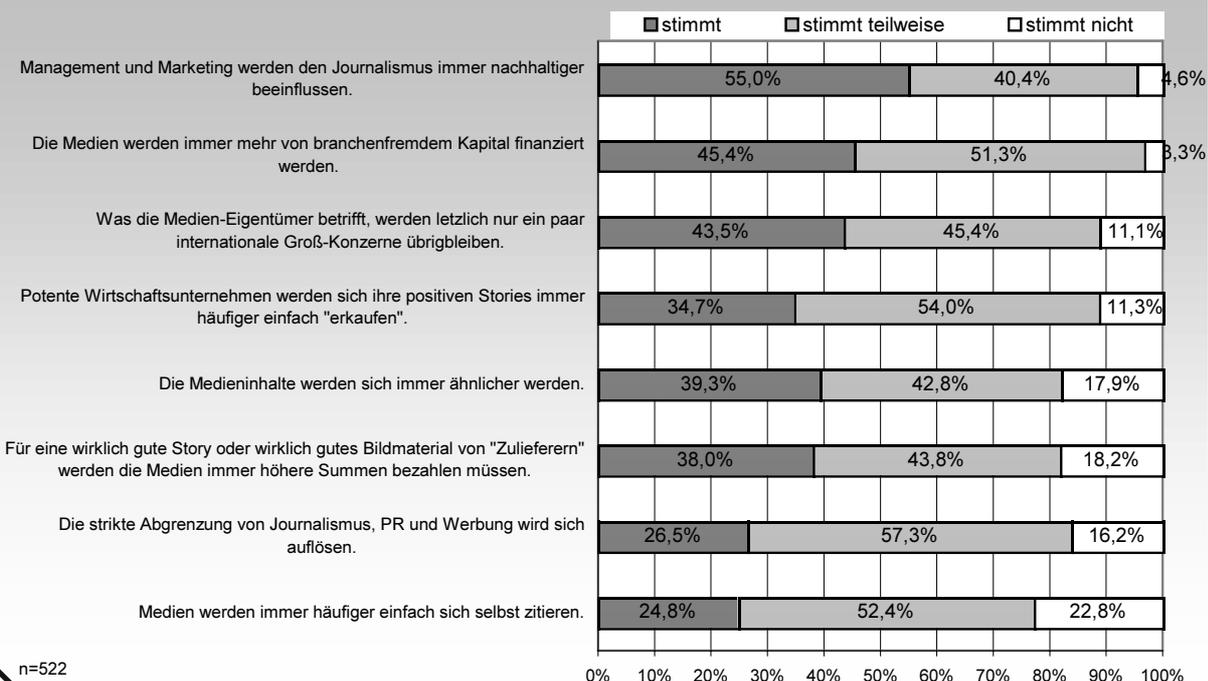 stimmt stimmt teilweise stimmt nicht
Management und Marketing werden den Journalismus immer nachhaltiger
beeinflussen.
55,0% 40,4% 4,6%
Die Medien werden immer mehr von branchenfremdem Kapital finanziert
werden.
45,4% 51,3% 3,3%
Was die Medien-Eigentümer betrifft, werden letzlich nur ein paar
internationale Groß-Konzerne übrigbleiben.
43,5% 45,4% 11,1%
Potente Wirtschaftsunternehmen werden sich ihre positiven Stories immer
häufiger einfach "erkaufen".
34,7% 54,0% 11,3%
Die Medieninhalte werden sich immer ähnlicher werden.
39,3% 42,8% 17,9%
Für eine wirklich gute Story oder wirklich gutes Bildmaterial von "Zulieferern"
werden die Medien immer höhere Summen bezahlen müssen.
38,0% 43,8% 18,2%
Die strikte Abgrenzung von Journalismus, PR und Werbung wird sich
auflösen.
26,5% 57,3% 16,2%
Medien werden immer häufiger einfach sich selbst zitieren.
24,8% 52,4% 22,8%
n=522
0% 10% 20% 30% 40% 50% 60% 70% 80% 90% 100%